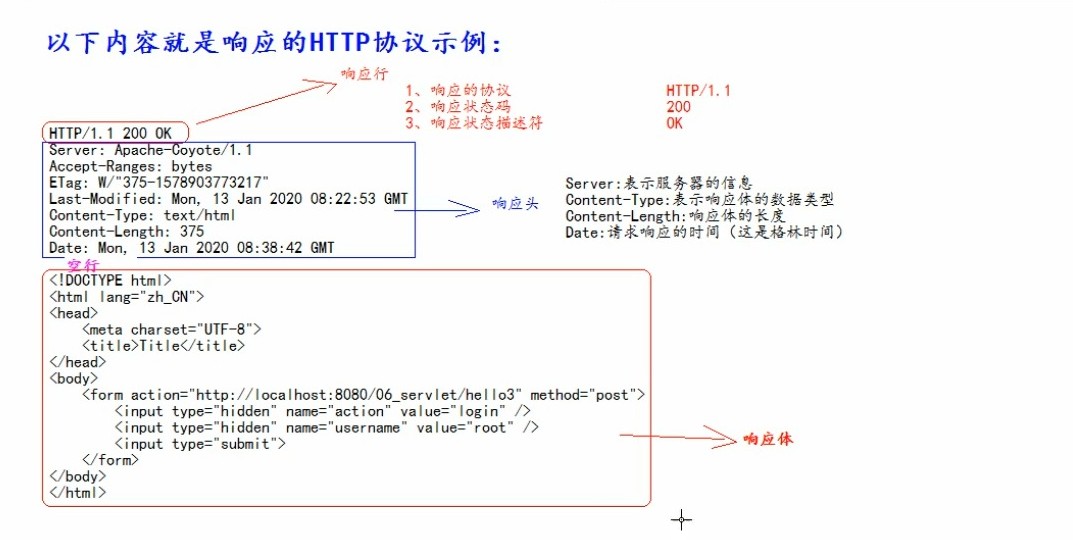 以下内容就是响应的HTTP协议示例：
响应行
1、响应的协议 HTTP/1.1
2、响应状态码 200
3、响应状态描述符 OK
HTTP/1.1 200 OK
Server: Apache-Coyote/1.1
Accept-Ranges: bytes
ETag: W/"375-1578903773217"
Last-Modified: Mon, 13 Jan 2020 08:22:53 GMT
Content-Type: text/html
Content-Length: 375
Date: Mon, 13 Jan 2020 08:38:42 GMT
响应头
Server:表示服务器的信息
Content-Type:表示响应体的数据类型
Content-Length:响应体的长度
Date:请求响应的时间（这是格林时间）
空行
<!DOCTYPE html>
<html lang="zh_CN">
<head>
<meta charset="UTF-8">
<title>Title</title>
</head>
<body>
<form action="http://localhost:8080/06_servlet/hello3" method="post">
<input type="hidden" name="action" value="login" />
<input type="hidden" name="username" value="root" />
<input type="submit">
</form>
</body>
</html>
响应体